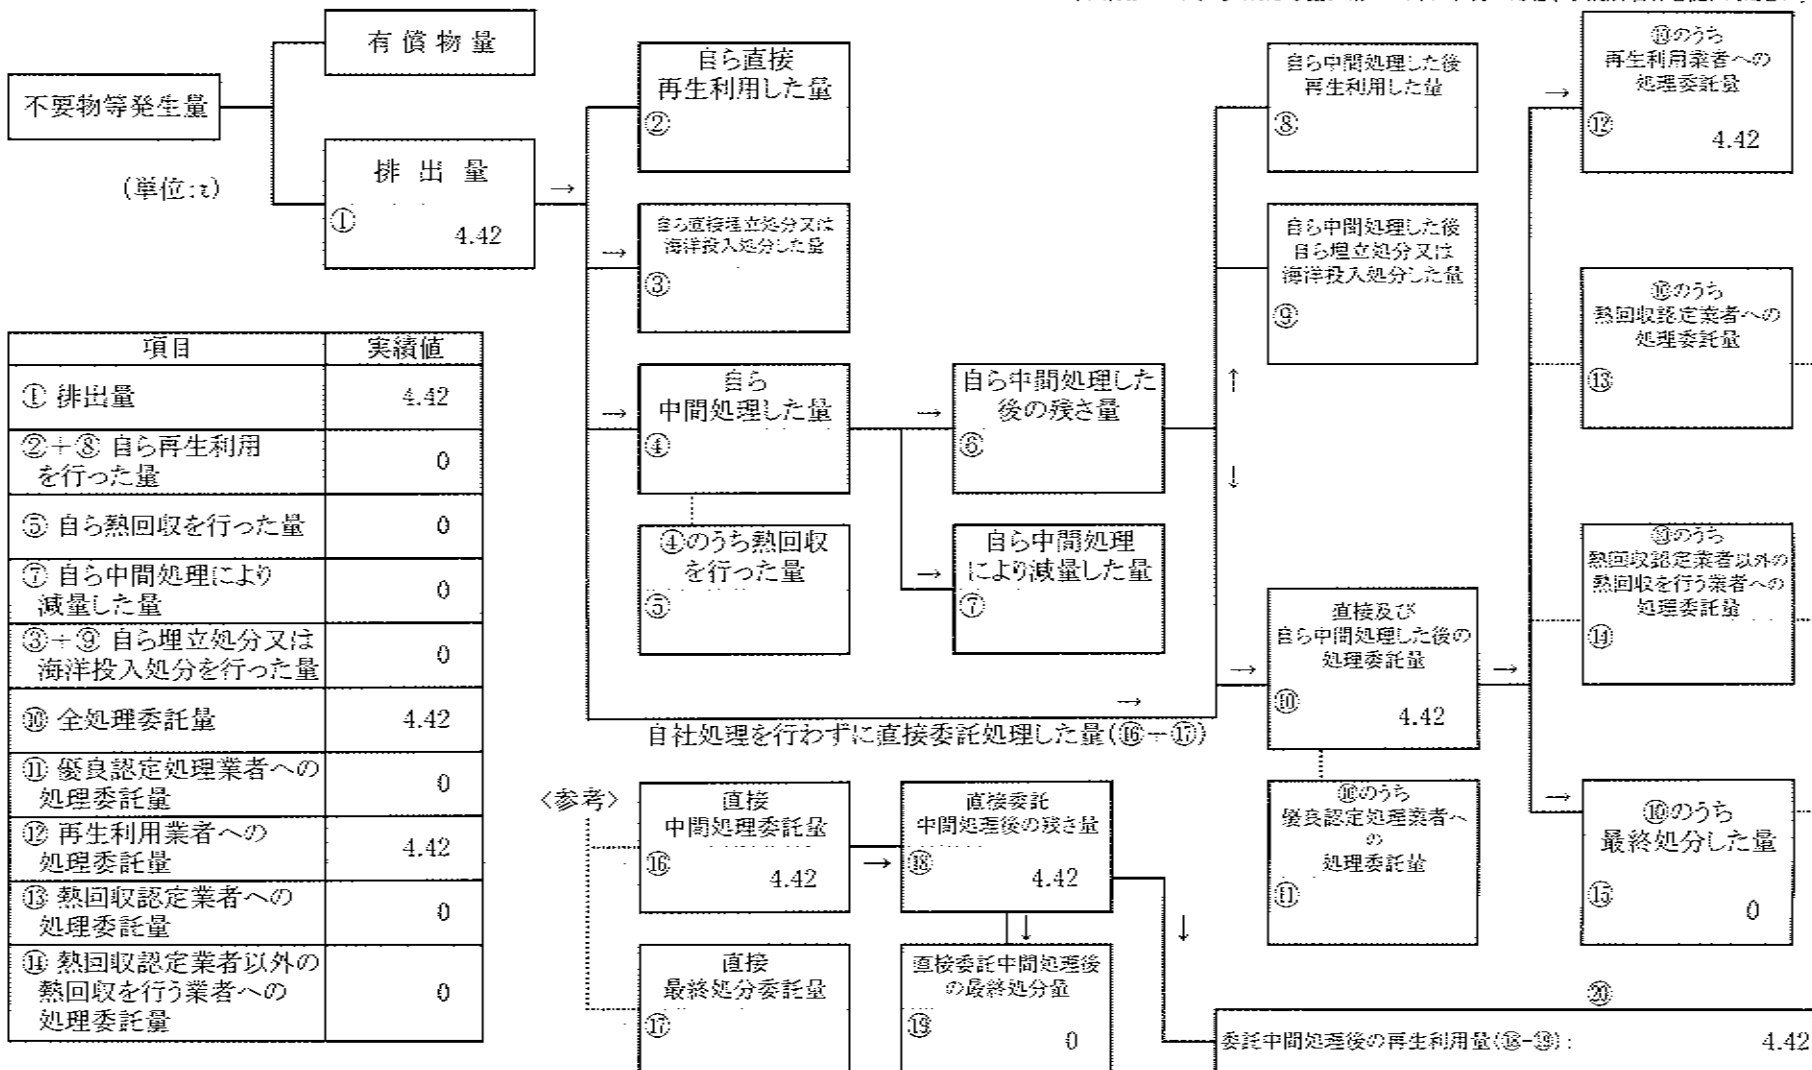 有償物量
不要物等発生量
(単位:t)
排出量
①
4.42
自ら直接
再生利用した量
②
自ら直接埋立処分又は
海洋投入処分した量
③
自ら
中間処理した量
④
④のうち熱回収
を行った量
⑤
自ら中間処理した
後の残さ量
⑥
自ら中間処理
により減量した量
⑦
自ら中間処理した後
再生利用した量
⑧
自ら中間処理した後
自ら埋立処分又は
海洋投入処分した量
⑨
直接及び
自ら中間処理した後の
処理委託量
⑩
4.42
⑩のうち
優良認定処理業者へ
の
処理委託量
⑪
⑩のうち
再生利用業者への
処理委託量
⑫
4.42
⑩のうち
熱回収認定業者への
処理委託量
⑬
⑩のうち
熱回収認定業者以外の
熱回収を行う業者への
処理委託量
⑭
⑩のうち
最終処分した量
⑮
0
自社処理を行わずに直接委託処理した量(⑯+⑰)
〈参考〉
直接
中間処理委託量
⑯
4.42
直接
最終処分委託量
⑰
直接委託
中間処理後の残さ量
⑱
4.42
直接委託中間処理後
の最終処分量
⑲
0
⑳
委託中間処理後の再生利用量(⑱-⑲): 4.42
項目 実績値
① 排出量 4.42
②+⑧ 自ら再生利用
を行った量 0
⑤ 自ら熱回収を行った量 0
⑦ 自ら中間処理により
減量した量 0
③+⑨ 自ら埋立処分又は
海洋投入処分を行った量 0
⑩ 全処理委託量 4.42
⑪ 優良認定処理業者への
処理委託量 0
⑫ 再生利用業者への
処理委託量 4.42
⑬ 熱回収認定業者への
処理委託量 0
⑭ 熱回収認定業者以外の
熱回収を行う業者への
処理委託量 0